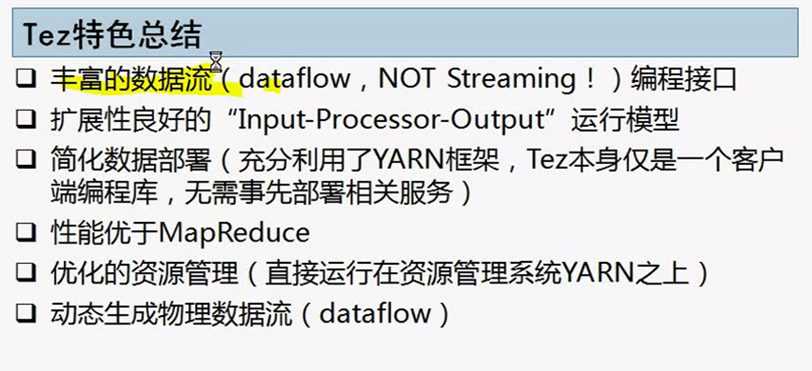 Tez特色总结
❑ 丰富的数据流（dataflow，NOT Streaming！）编程接口
❑ 扩展性良好的“Input-Processor-Output”运行模型
❑ 简化数据部署（充分利用了YARN框架，Tez本身仅是一个客户
端编程库，无需事先部署相关服务）
❑ 性能优于MapReduce
❑ 优化的资源管理（直接运行在资源管理系统YARN之上）
❑ 动态生成物理数据流（dataflow）